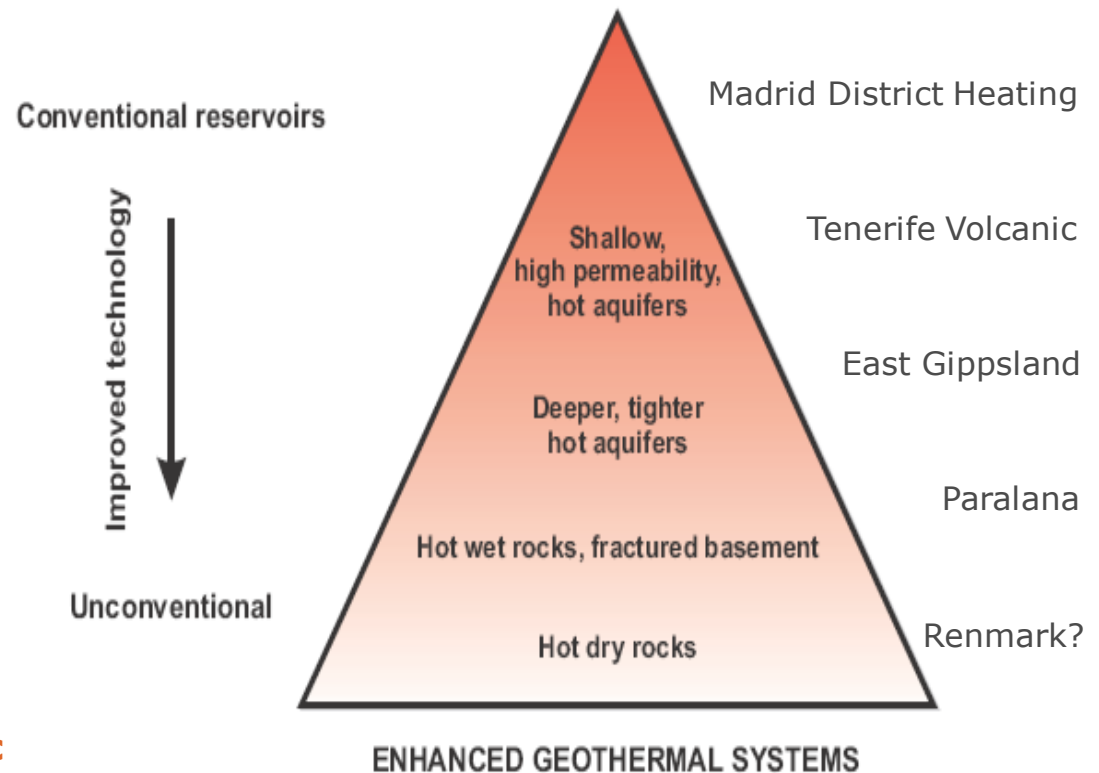 Conventional reservoirs
Improved technology
Unconventional
Shallow,
high permeability,
hot aquifers
Deeper, tighter
hot aquifers
Hot wet rocks, fractured basement
Hot dry rocks
Madrid District Heating
Tenerife Volcanic
East Gippsland
Paralana
Renmark?
ENHANCED GEOTHERMAL SYSTEMS